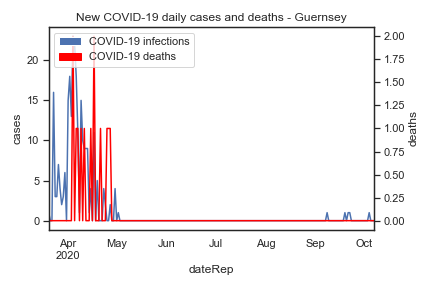 New COVID-19 daily cases and deaths - Guernsey
COVID-19 infections
COVID-19 deaths
cases
20
15
10
5
0
deaths
2.00
1.75
1.50
1.25
1.00
0.75
0.50
0.25
0.00
Apr
2020
May
Jun
Jul
Aug
Sep
Oct
dateRep